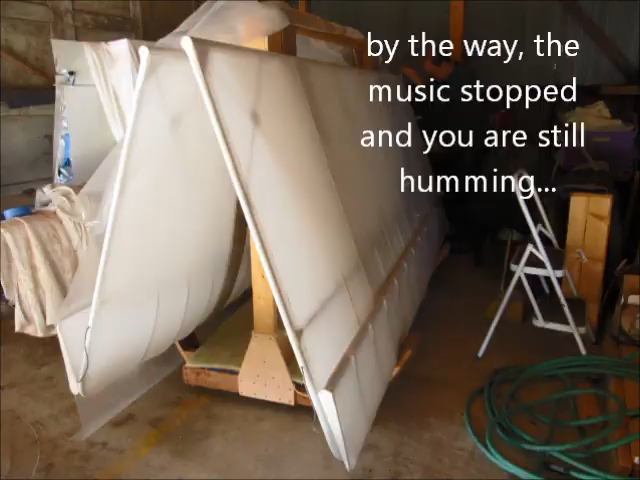 by the way, the
music stopped
and you are still
humming...